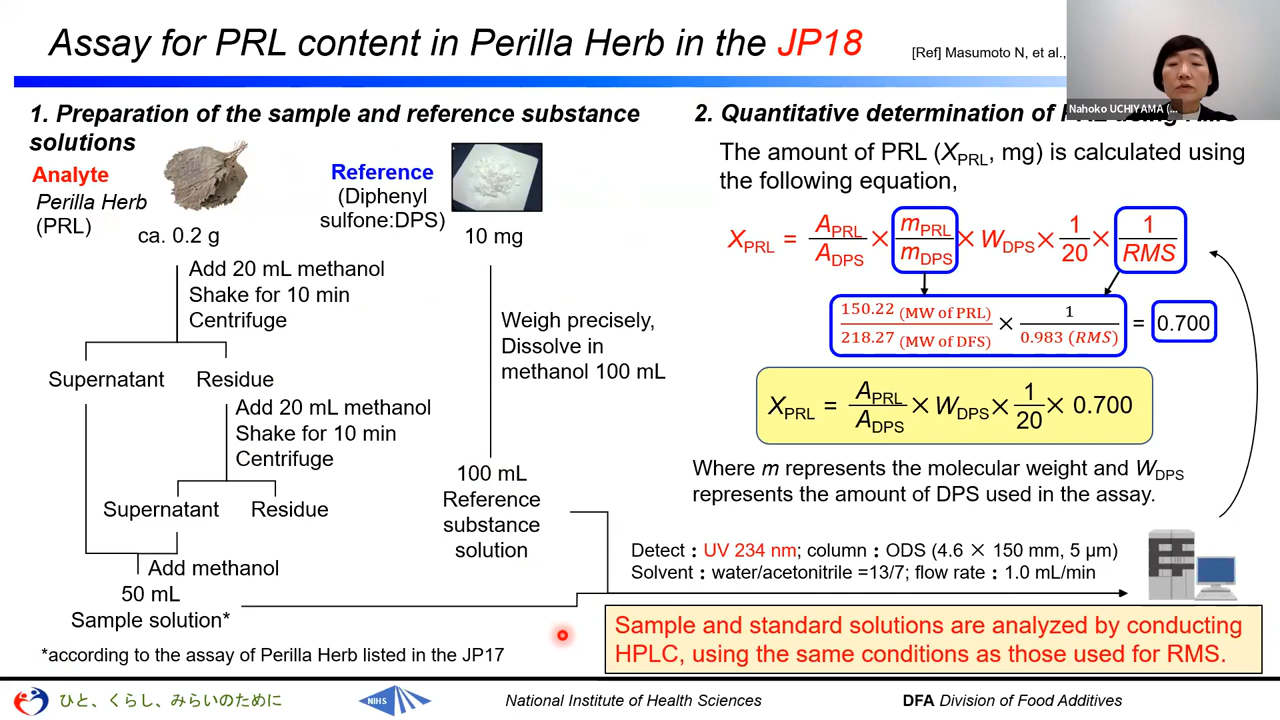 Assay for PRL content in Perilla Herb in the JP18
[Ref] Masumoto N, et al.,
Nahoko UCHIYAMA (...
1. Preparation of the sample and reference substance
solutions
Analyte
Perilla Herb
(PRL)
ca. 0.2 g
Reference
(Diphenyl
sulfone:DPS)
10 mg
Add 20 mL methanol
Shake for 10 min
Centrifuge
Supernatant
Residue
Add 20 mL methanol
Shake for 10 min
Centrifuge
Supernatant
Residue
Add methanol
50 mL
Sample solution*
*according to the assay of Perilla Herb listed in the JP17
Weigh precisely,
Dissolve in
methanol 100 mL
100 mL
Reference
substance
solution
2. Quantitative determination of
The amount of PRL (XPRL, mg) is calculated using
the following equation,
XPRL = APRL/ADPS × mPRL/mDPS × WDPS × 1/20 × 1/RMS
150.22 (MW of PRL)/218.27 (MW of DFS) × 1/0.983 (RMS) = 0.700
XPRL = APRL/ADPS × WDPS × 1/20 × 0.700
Where m represents the molecular weight and WDPS
represents the amount of DPS used in the assay.
Detect：UV 234 nm; column：ODS (4.6 × 150 mm, 5 μm)
Solvent：water/acetonitrile =13/7; flow rate：1.0 mL/min
Sample and standard solutions are analyzed by conducting
HPLC, using the same conditions as those used for RMS.
ひと、くらし、みらいのために
NIHS
National Institute of Health Sciences
DFA Division of Food Additives